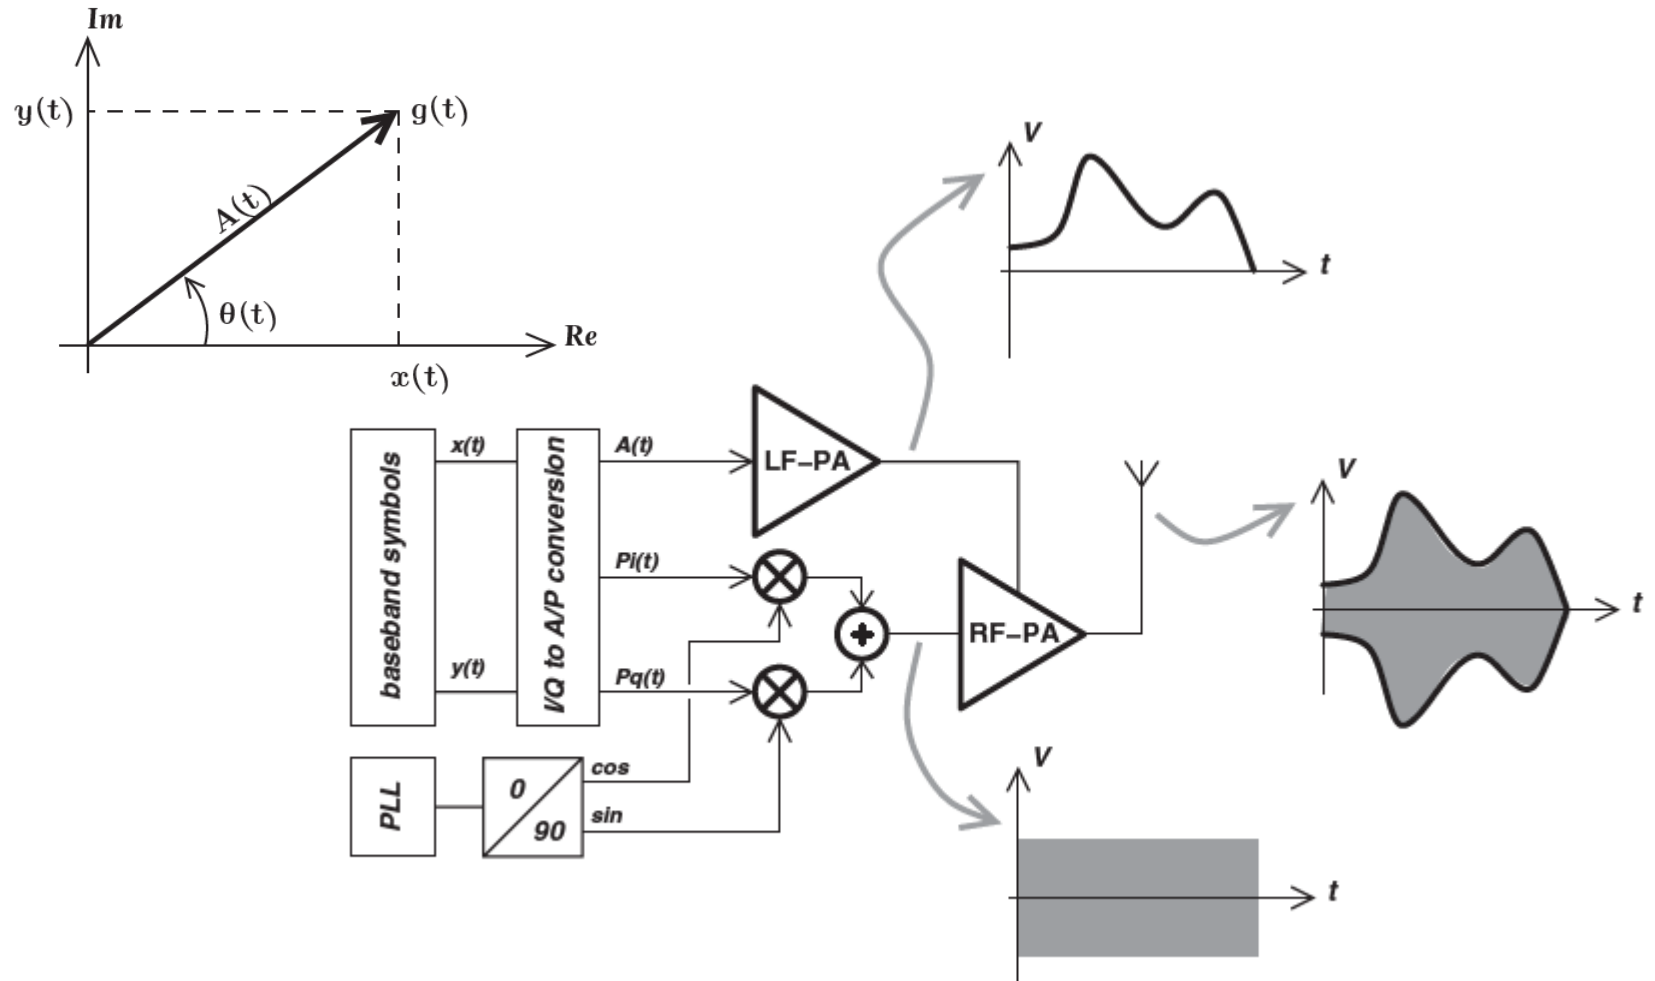 Im
y(t)
g(t)
A(t)
θ(t)
Re
x(t)
V
t
baseband symbols
x(t)
y(t)
I/Q to A/P conversion
A(t)
Pi(t)
Pq(t)
LF–PA
RF–PA
V
t
PLL
0
90
cos
sin
V
t